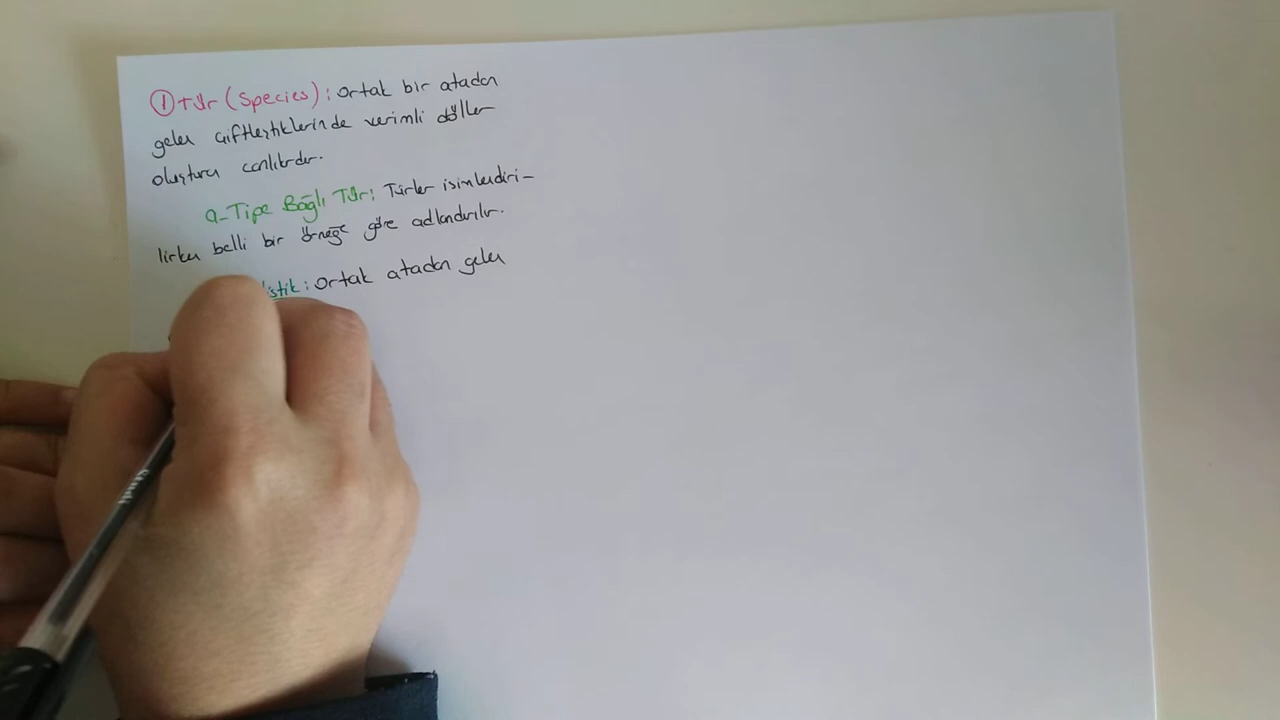 ① Tür (Species): Ortak bir atadan
gelen çiftleştiklerinde verimli döller
oluşturan canlılardır.
a-Tipe Bağlı Tür: Türler isimlendiri-
lirken belli bir örneğe göre adlandırılır.
istik: Ortak atadan gelen